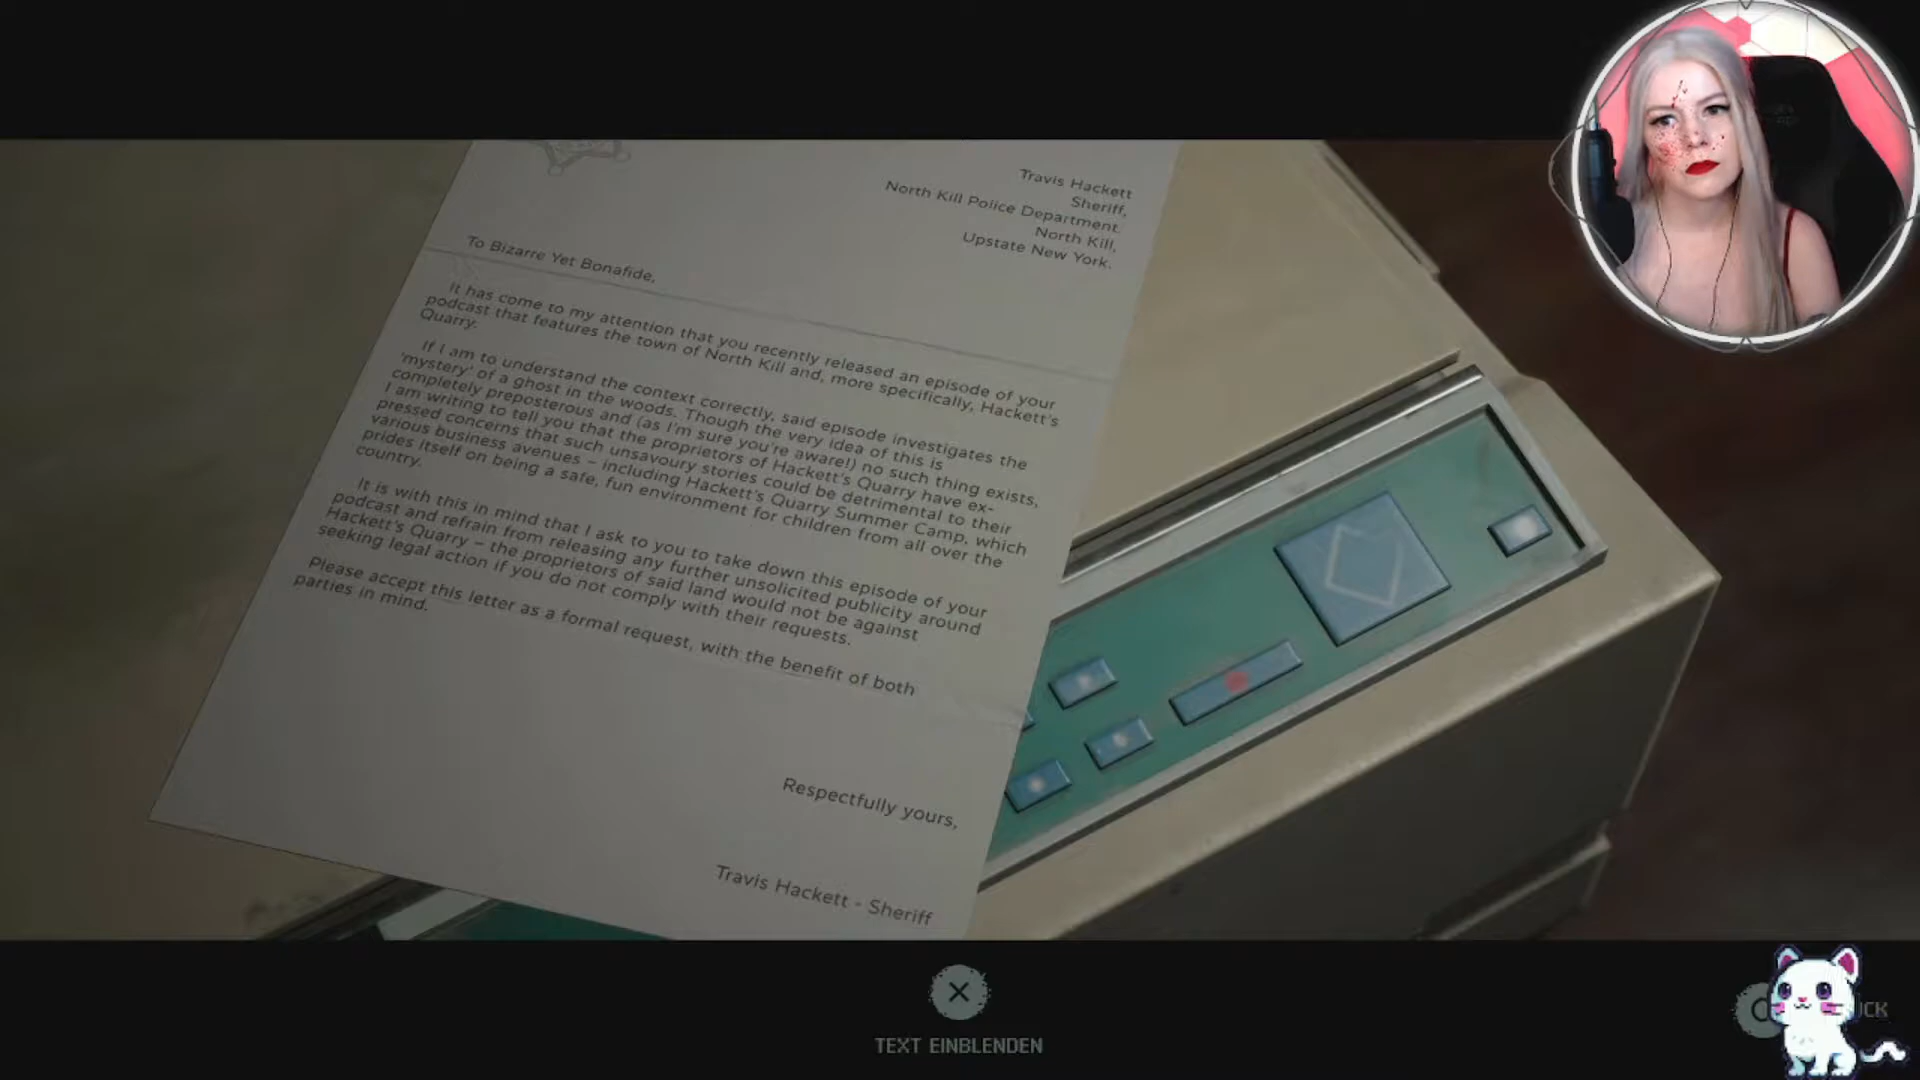 Travis Hackett
Sheriff,
North Kill Police Department.
North Kill,
Upstate New York.
To Bizarre Yet Bonafide,
It has come to my attention that you recently released an episode of your
podcast that features the town of North Kill and, more specifically, Hackett's
Quarry.
If I am to understand the context correctly, said episode investigates the
'mystery' of a ghost in the woods. Though the very idea of this is
completely preposterous and (as I'm sure you're aware!) no such thing exists,
I am writing to tell you that the proprietors of Hackett's Quarry have ex-
pressed concerns that such unsavoury stories could be detrimental to their
various business avenues – including Hackett's Quarry Summer Camp, which
prides itself on being a safe, fun environment for children from all over the
country.
It is with this in mind that I ask to you to take down this episode of your
podcast and refrain from releasing any further unsolicited publicity around
Hackett's Quarry – the proprietors of said land would not be against
seeking legal action if you do not comply with their requests.
Please accept this letter as a formal request, with the benefit of both
parties in mind.
Respectfully yours,
Travis Hackett - Sheriff
TEXT EINBLENDEN